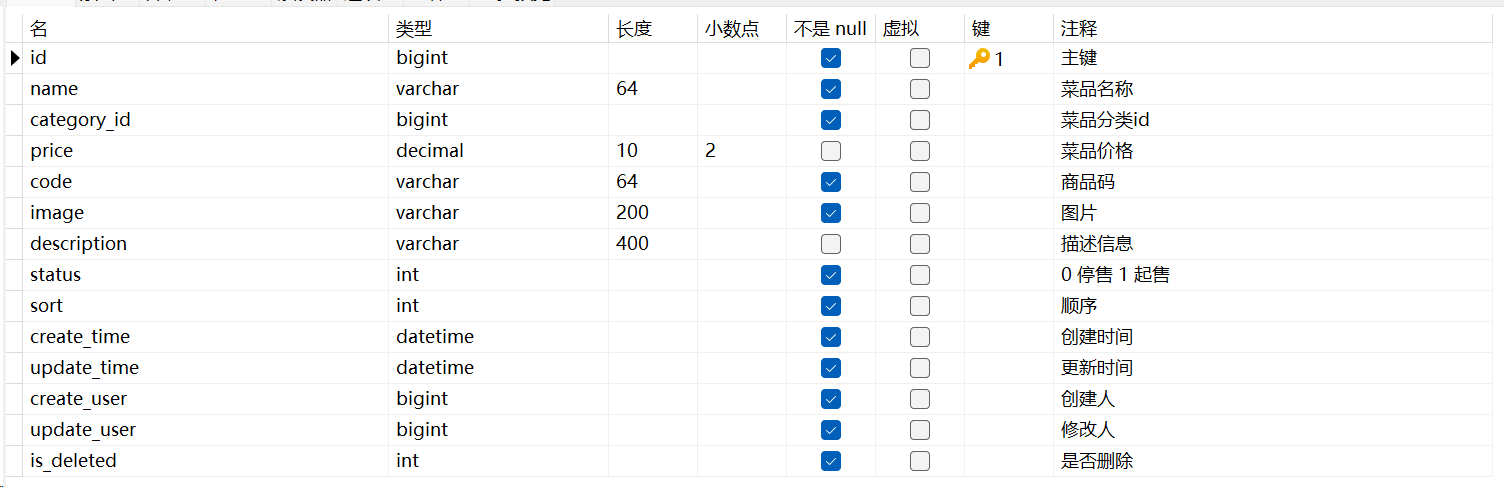 名 类型 长度 小数点 不是 null 虚拟 键 注释
id bigint 1 主键
name varchar 64 菜品名称
category_id bigint 菜品分类id
price decimal 10 2 菜品价格
code varchar 64 商品码
image varchar 200 图片
description varchar 400 描述信息
status int 0 停售 1 起售
sort int 顺序
create_time datetime 创建时间
update_time datetime 更新时间
create_user bigint 创建人
update_user bigint 修改人
is_deleted int 是否删除